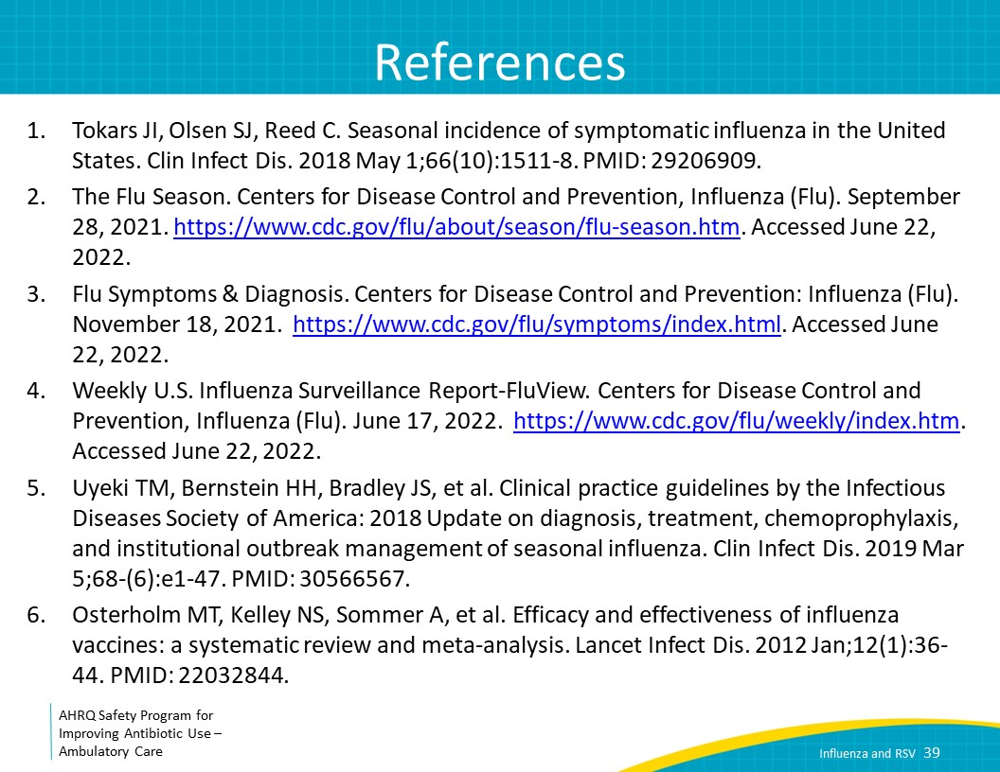 References
1. Tokars JI, Olsen SJ, Reed C. Seasonal incidence of symptomatic influenza in the United
States. Clin Infect Dis. 2018 May 1;66(10):1511-8. PMID: 29206909.
2. The Flu Season. Centers for Disease Control and Prevention, Influenza (Flu). September
28, 2021. https://www.cdc.gov/flu/about/season/flu-season.htm. Accessed June 22,
2022.
3. Flu Symptoms & Diagnosis. Centers for Disease Control and Prevention: Influenza (Flu).
November 18, 2021. https://www.cdc.gov/flu/symptoms/index.html. Accessed June
22, 2022.
4. Weekly U.S. Influenza Surveillance Report-FluView. Centers for Disease Control and
Prevention, Influenza (Flu). June 17, 2022. https://www.cdc.gov/flu/weekly/index.htm.
Accessed June 22, 2022.
5. Uyeki TM, Bernstein HH, Bradley JS, et al. Clinical practice guidelines by the Infectious
Diseases Society of America: 2018 Update on diagnosis, treatment, chemoprophylaxis,
and institutional outbreak management of seasonal influenza. Clin Infect Dis. 2019 Mar
5;68-(6):e1-47. PMID: 30566567.
6. Osterholm MT, Kelley NS, Sommer A, et al. Efficacy and effectiveness of influenza
vaccines: a systematic review and meta-analysis. Lancet Infect Dis. 2012 Jan;12(1):36-
44. PMID: 22032844.
AHRQ Safety Program for
Improving Antibiotic Use –
Ambulatory Care
Influenza and RSV 39